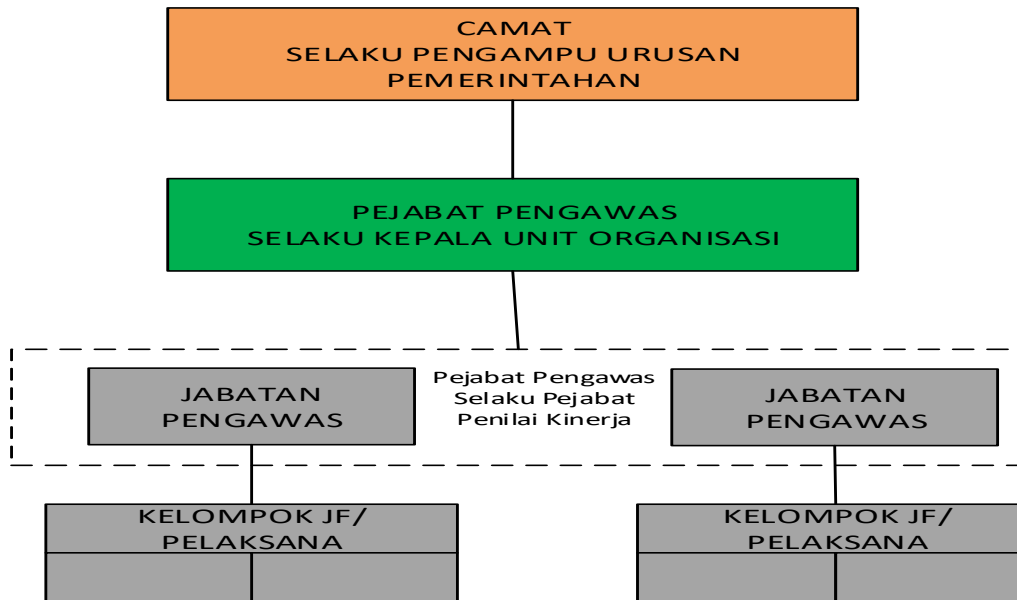 CAMAT
SELAKU PENGAMPU URUSAN
PEMERINTAHAN
PEJABAT PENGAWAS
SELAKU KEPALA UNIT ORGANISASI
JABATAN
PENGAWAS
Pejabat Pengawas
Selaku Pejabat
Penilai Kinerja
JABATAN
PENGAWAS
KELOMPOK JF/
PELAKSANA
KELOMPOK JF/
PELAKSANA